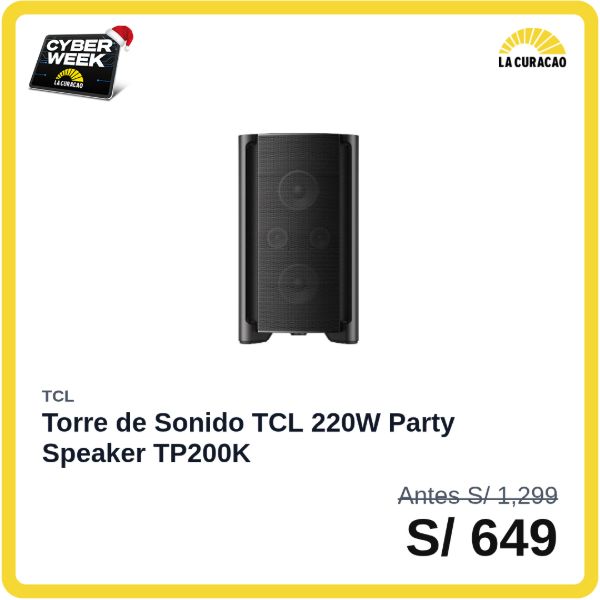 CYBER
WEEK
LA CURACAO
LA CURACAO
TCL
Torre de Sonido TCL 220W Party
Speaker TP200K
Antes S/ 1,299
S/ 649